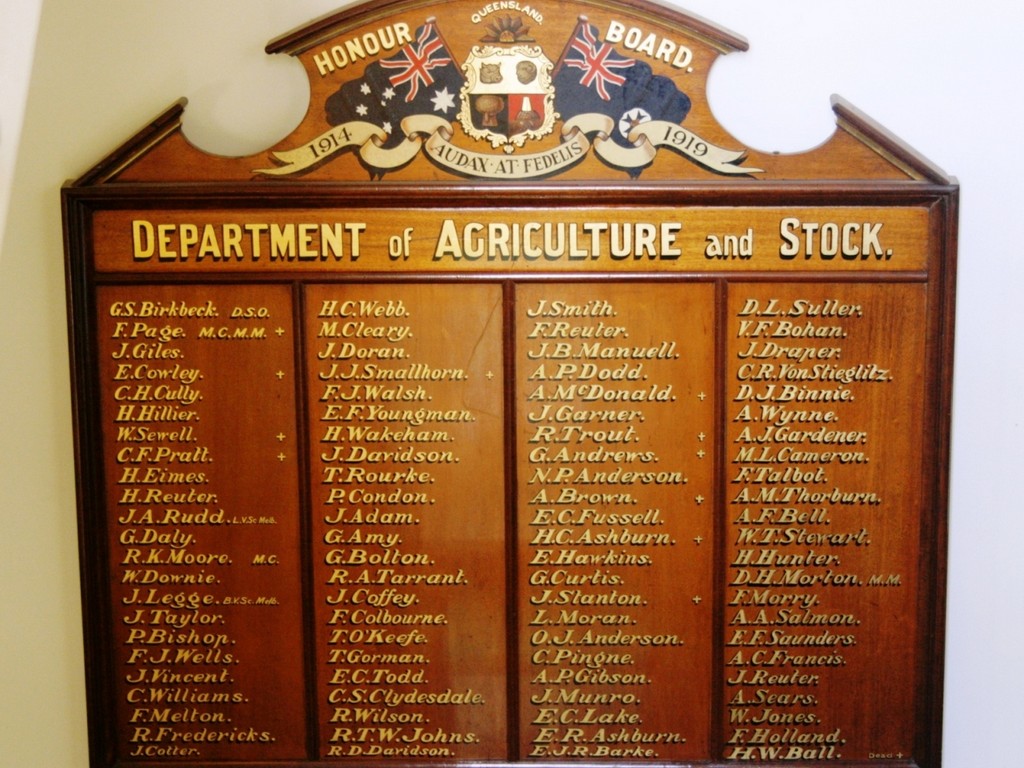 QUEENSLAND.
HONOUR BOARD.
1914 AUDAX·AT·FEDELIS 1919
DEPARTMENT of AGRICULTURE and STOCK.
G.S. Birkbeck. D.S.O.
F. Page. M.C., M.M. +
J. Giles.
E. Cowley. +
C.H. Cully.
H. Hillier.
W. Sewell. +
C.F. Pratt. +
H. Eimes.
H. Reuter.
J.A. Rudd. L.V.Sc Melb.
G. Daly.
R.K. Moore. M.C.
W. Downie.
J. Legge. B.V.Sc. Melb.
J. Taylor.
P. Bishop.
F.J. Wells.
J. Vincent.
C. Williams.
F. Melton.
R. Fredericks.
J. Cotter.
H.C. Webb.
M. Cleary.
J. Doran.
J.J. Smallhorn. +
F.J. Walsh.
E.F. Youngman.
H. Wakeham.
J. Davidson.
T. Rourke.
P. Condon.
J. Adam.
G. Amy.
G. Bolton.
R.A. Tarrant.
J. Coffey.
F. Colbourne.
T. O'Keefe.
T. Gorman.
E.C. Todd.
C.S. Clydesdale.
R. Wilson.
R.T.W. Johns.
R.D. Davidson.
J. Smith.
F. Reuter.
J.B. Manuell.
A.P. Dodd.
A. McDonald. +
J. Garner.
R. Trout. +
G. Andrews. +
N.P. Anderson.
A. Brown. +
E.C. Fussell.
H.C. Ashburn. +
E. Hawkins.
G. Curtis.
J. Stanton. +
L. Moran.
O.J. Anderson.
C. Pingne.
A.P. Gibson.
J. Munro.
E.C. Lake.
E.R. Ashburn.
E.J.R. Barke.
D.L. Suller.
V.F. Bohan.
J. Draper.
C.R. Von Stieglitz.
D.J. Binnie.
A. Wynne.
A.J. Gardener.
M.L. Cameron.
F. Talbot.
A.M. Thorburn.
A.F. Bell.
W.T. Stewart.
H. Hunter.
D.H. Morton. M.M.
F. Morry.
A.A. Salmon.
E.F. Saunders.
A.C. Francis.
J. Reuter.
A. Sears.
W. Jones.
F. Holland.
H.W. Ball. Dead +